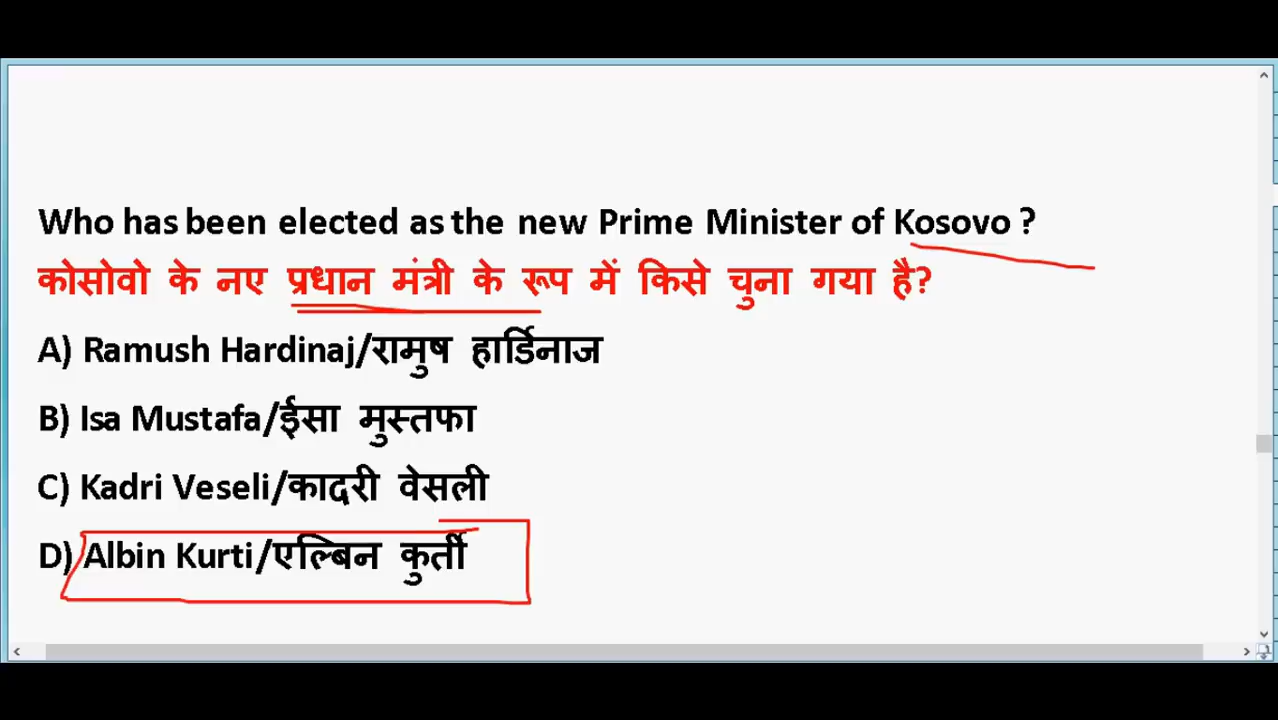 Who has been elected as the new Prime Minister of Kosovo ?
कोसोवो के नए प्रधान मंत्री के रूप में किसे चुना गया है?
A) Ramush Hardinaj/रामुष हार्डिनाज
B) Isa Mustafa/ईसा मुस्तफा
C) Kadri Veseli/कादरी वेसली
D) Albin Kurti/एल्बिन कुर्ती